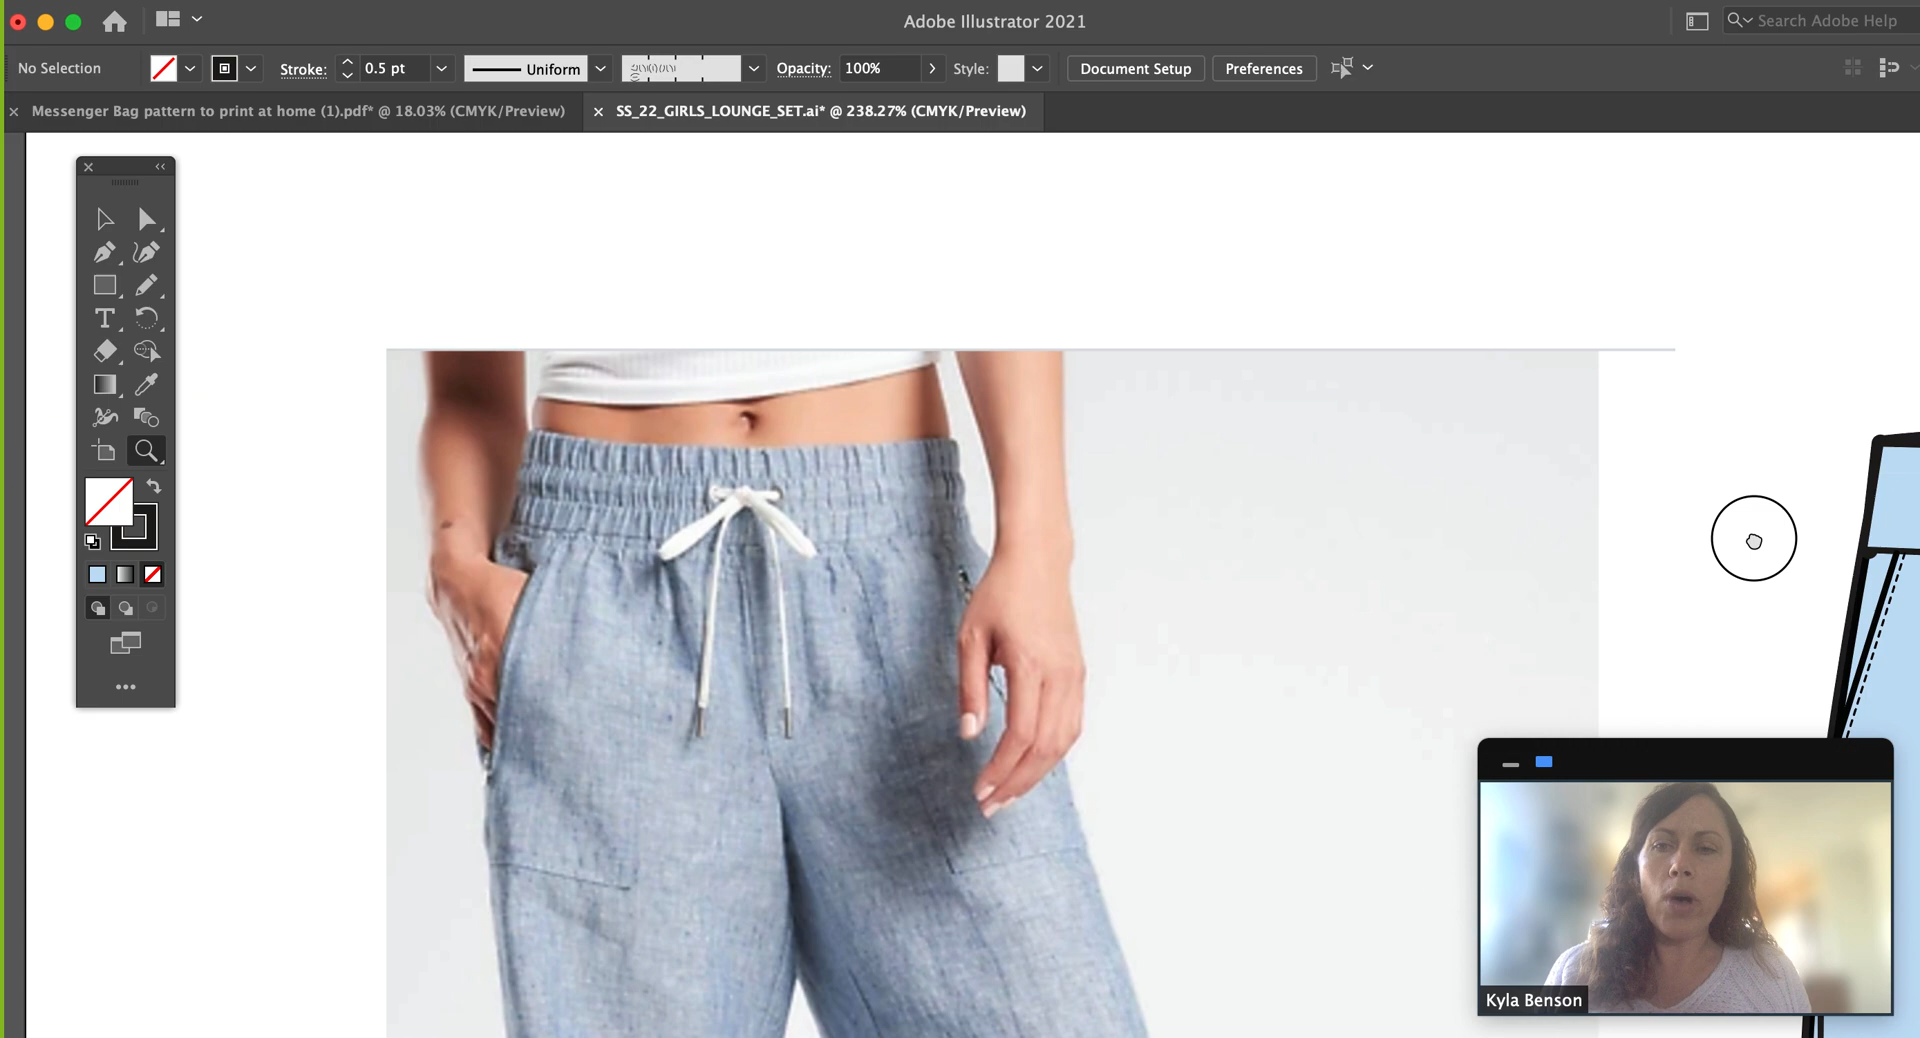 Adobe Illustrator 2021
Search Adobe Help
No Selection
Stroke:
0.5 pt
Uniform
Opacity:
100%
Style:
Document Setup
Preferences
Messenger Bag pattern to print at home (1).pdf* @ 18.03% (CMYK/Preview)
SS_22_GIRLS_LOUNGE_SET.ai* @ 238.27% (CMYK/Preview)
Kyla Benson